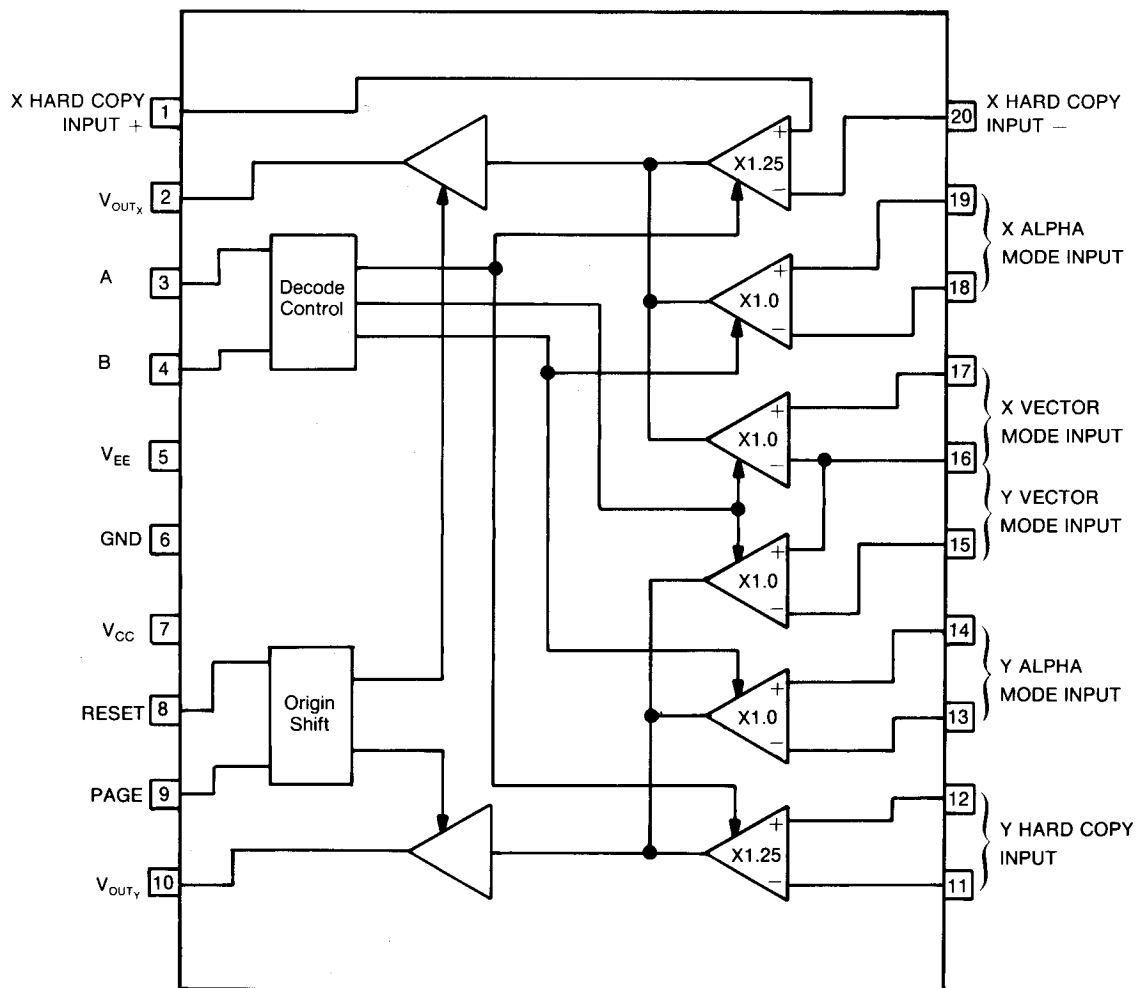 X HARD COPY
INPUT +
1
V_OUTX
2
A
3
B
4
V_EE
5
GND
6
V_CC
7
RESET
8
PAGE
9
V_OUTY
10
Decode
Control
Origin
Shift
+
X1.25
−
+
X1.0
−
+
X1.0
−
+
X1.0
−
+
X1.0
−
+
X1.25
−
20
X HARD COPY
INPUT −
19
X ALPHA
MODE INPUT
18
17
X VECTOR
MODE INPUT
16
Y VECTOR
MODE INPUT
15
14
Y ALPHA
MODE INPUT
13
12
Y HARD COPY
INPUT
11